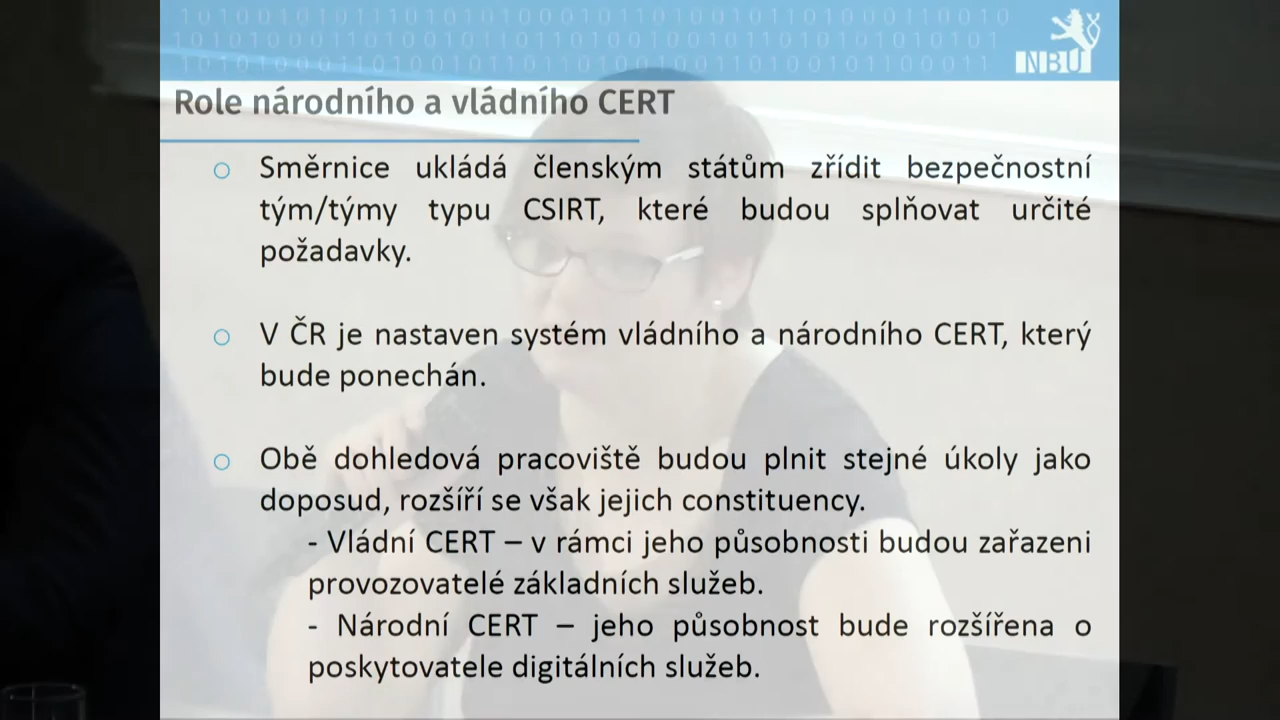 NBÚ
Role národního a vládního CERT
Směrnice ukládá členským státům zřídit bezpečnostní
tým/týmy typu CSIRT, které budou splňovat určité
požadavky.
V ČR je nastaven systém vládního a národního CERT, který
bude ponechán.
Obě dohledová pracoviště budou plnit stejné úkoly jako
doposud, rozšíří se však jejich constituency.
- Vládní CERT – v rámci jeho působnosti budou zařazeni
provozovatelé základních služeb.
- Národní CERT – jeho působnost bude rozšířena o
poskytovatele digitálních služeb.